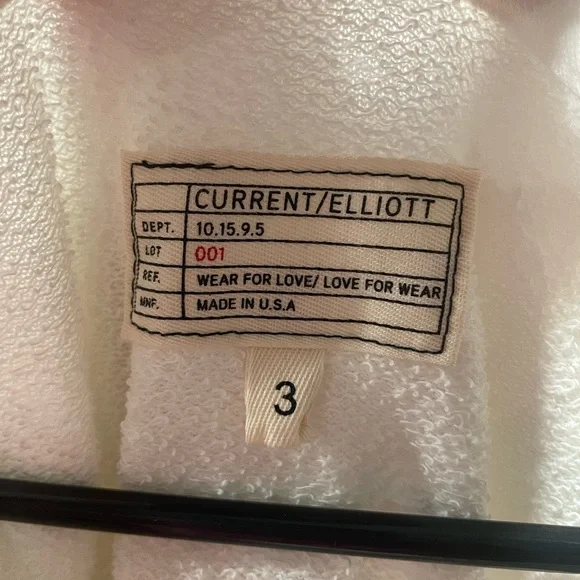 CURRENT/ELLIOTT
DEPT. 10.15.9.5
LOT 001
REF. WEAR FOR LOVE/ LOVE FOR WEAR
MNF. MADE IN U.S.A
3